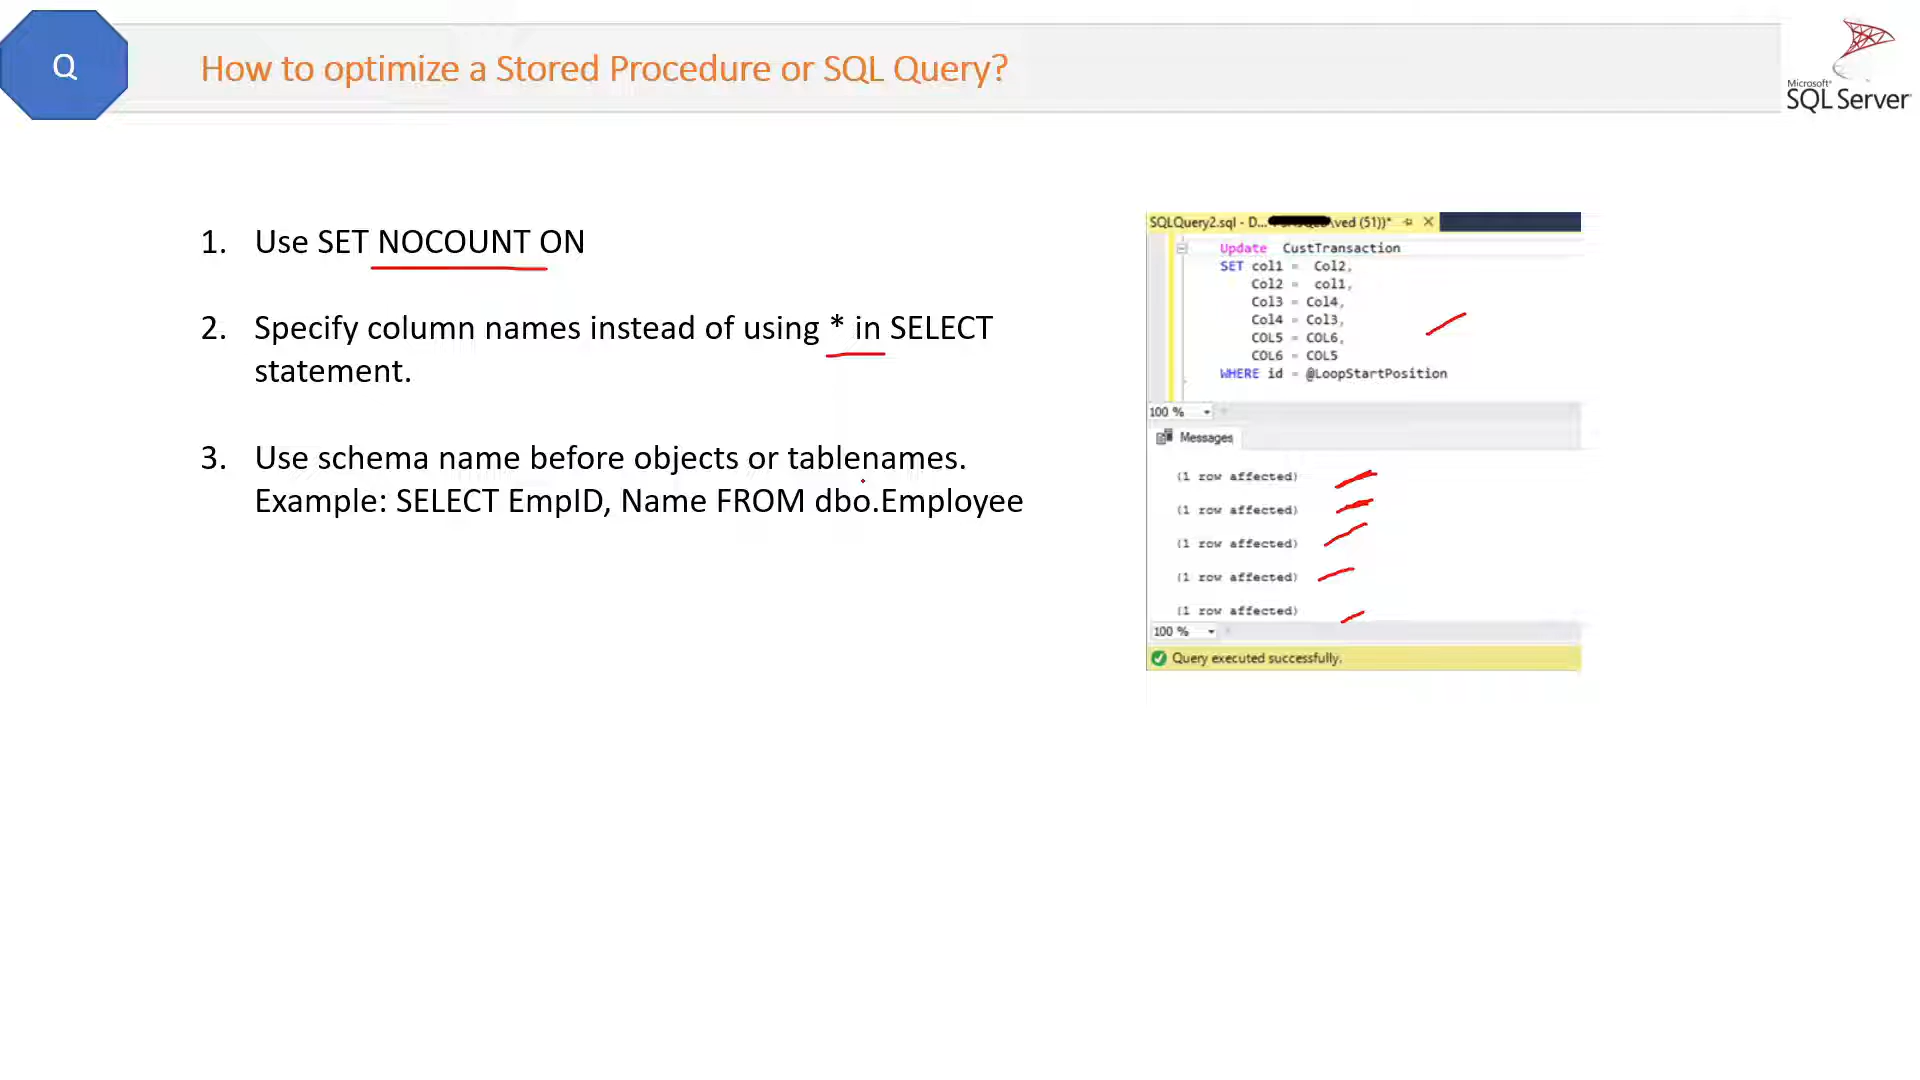 Q
How to optimize a Stored Procedure or SQL Query?
Microsoft®
SQL Server
1. Use SET NOCOUNT ON
2. Specify column names instead of using * in SELECT
statement.
3. Use schema name before objects or tablenames.
Example: SELECT EmpID, Name FROM dbo.Employee
SQLQuery2.sql - D... \ved (51))*
Update CustTransaction
SET col1 = Col2,
Col2 = col1,
Col3 = Col4,
Col4 = Col3,
COL5 = COL6,
COL6 = COL5
WHERE id = @LoopStartPosition
100 %
Messages
(1 row affected)
(1 row affected)
(1 row affected)
(1 row affected)
(1 row affected)
100 %
Query executed successfully.